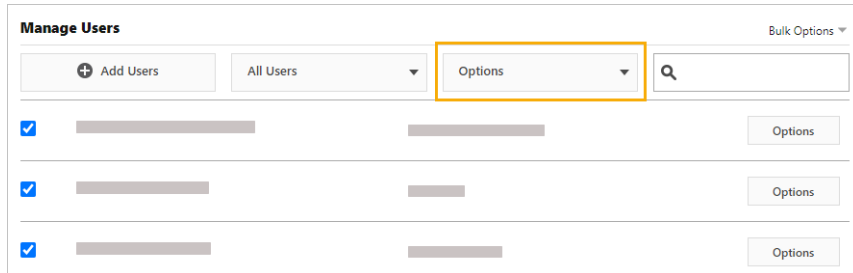 Manage Users
Bulk Options
Add Users
All Users
Options
Options
Options
Options